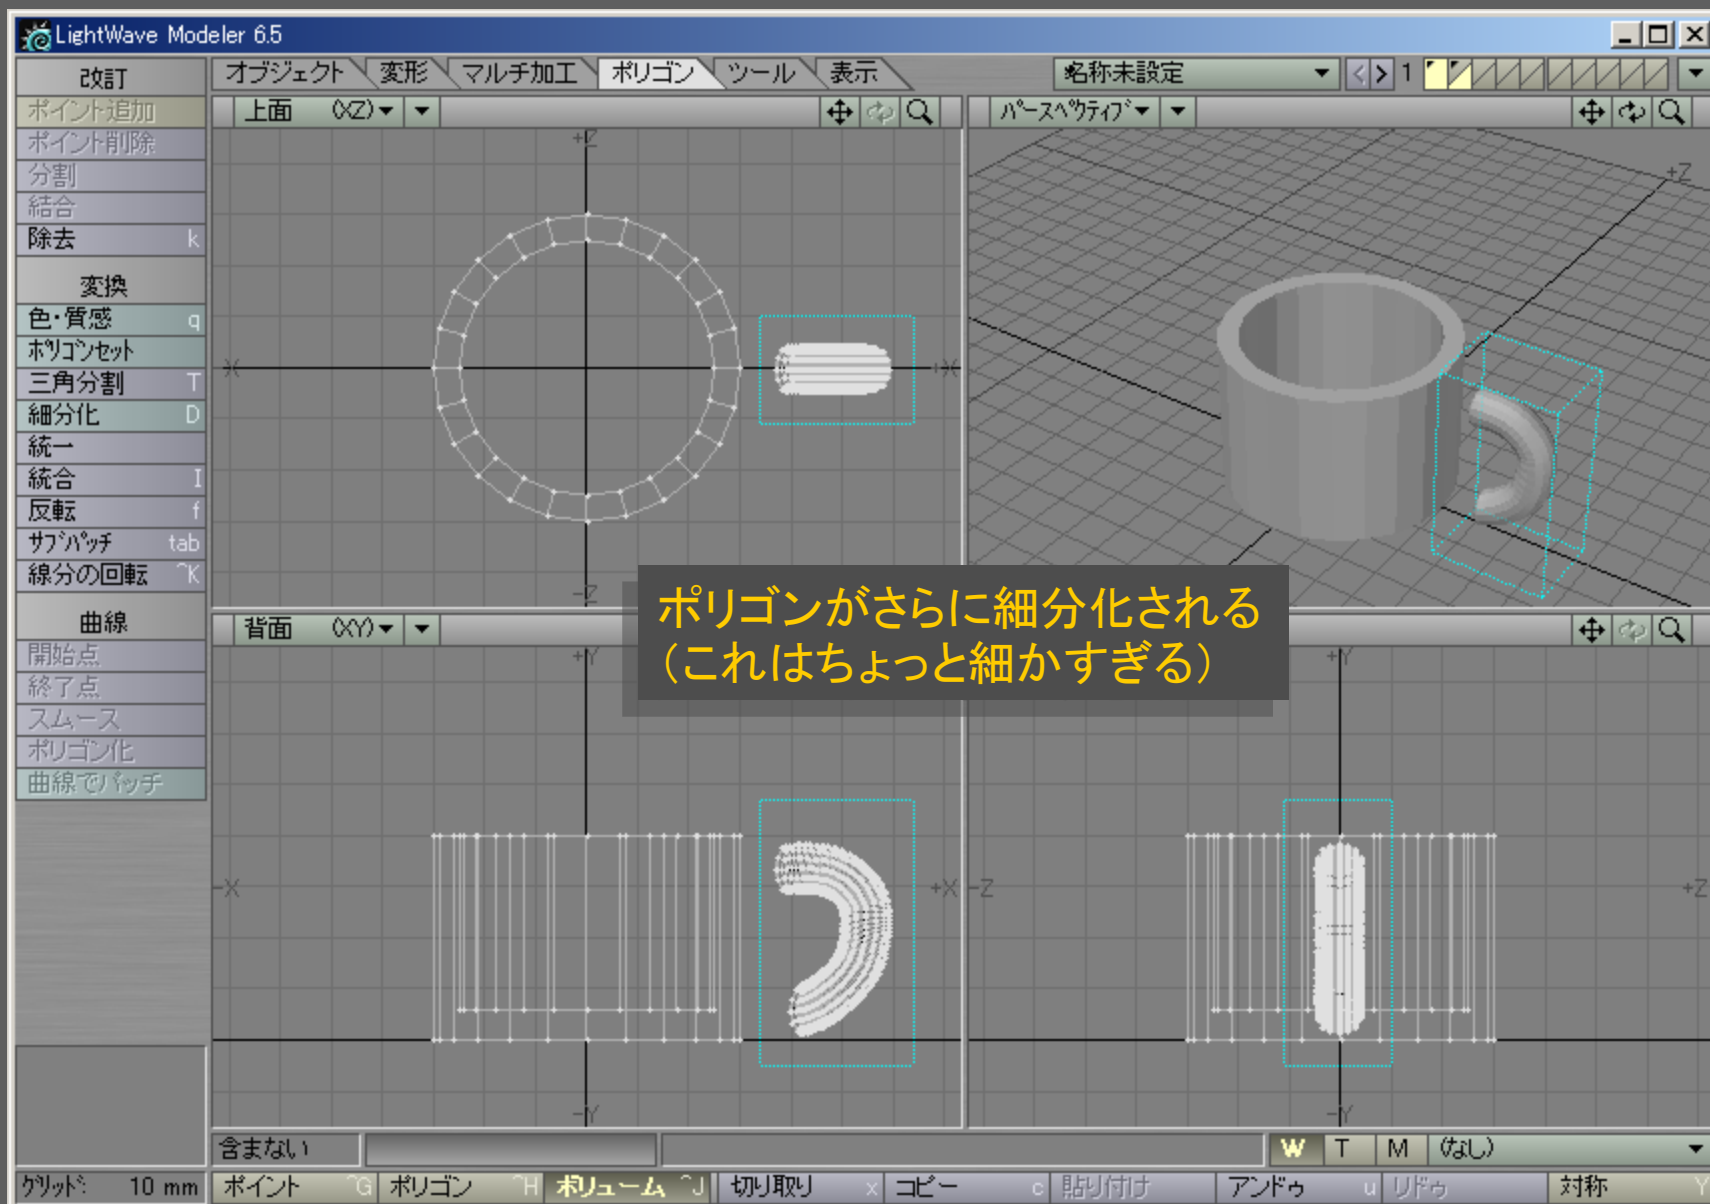 LightWave Modeler 6.5
改訂
オブジェクト 変形 マルチ加工 ポリゴン ツール 表示 名称未設定 1
ポイント追加
上面 (XZ) パースペクティブ
ポイント削除
分割
結合
除去 k
変換
色・質感 q
ポリゴンセット
三角分割 T
細分化 D
統一
統合 I
反転 f
サブパッチ tab
線分の回転 ^K
曲線
開始点
終了点
スムース
ポリゴン化
曲線でパッチ
+Z
-X +X
-Z
+Z
ポリゴンがさらに細分化される
(これはちょっと細かすぎる)
背面 (XY)
+Y
-X +X
-Y
+Y
-Z +Z
-Y
含まない W T M (なし)
グリッド: 10 mm ポイント ^G ポリゴン ^H ボリューム ^J 切り取り x コピー c 貼り付け アンドゥ u リドゥ 対称 Y